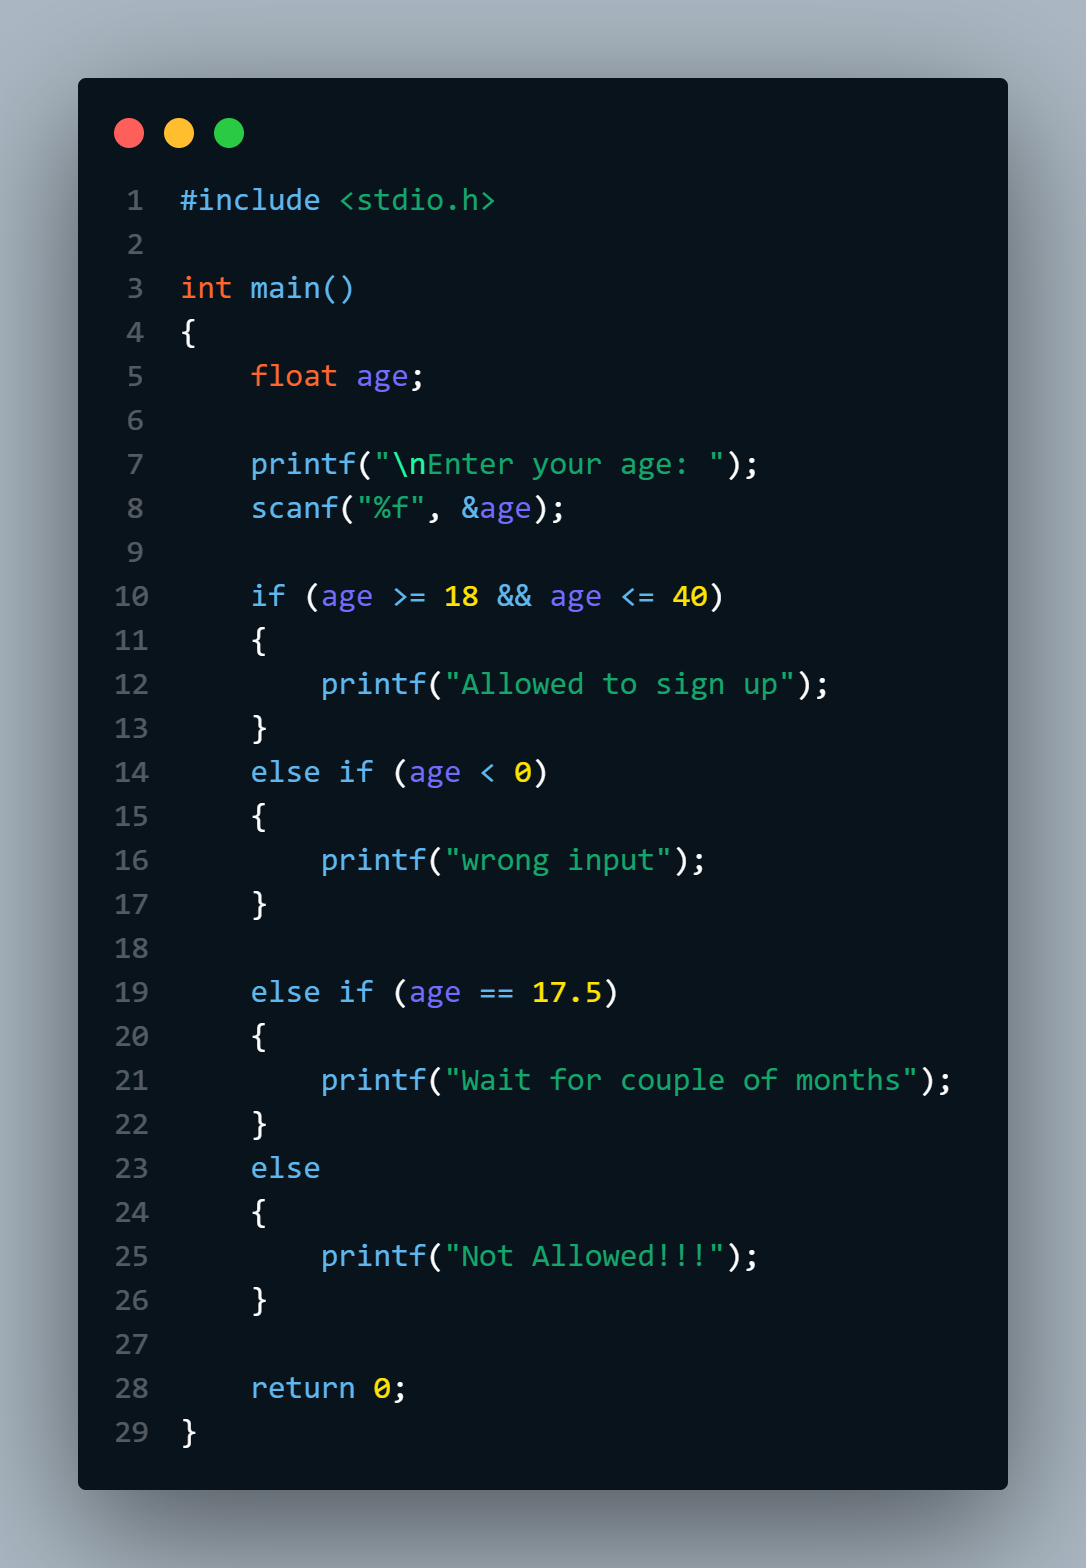 1 #include <stdio.h>
2
3 int main()
4 {
5     float age;
6
7     printf("\nEnter your age: ");
8     scanf("%f", &age);
9
10     if (age >= 18 && age <= 40)
11     {
12         printf("Allowed to sign up");
13     }
14     else if (age < 0)
15     {
16         printf("wrong input");
17     }
18
19     else if (age == 17.5)
20     {
21         printf("Wait for couple of months");
22     }
23     else
24     {
25         printf("Not Allowed!!!");
26     }
27
28     return 0;
29 }